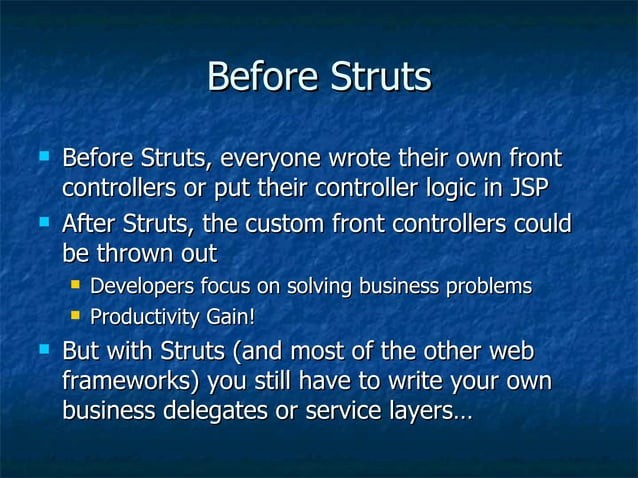 Before Struts
Before Struts, everyone wrote their own front
controllers or put their controller logic in JSP
After Struts, the custom front controllers could
be thrown out
Developers focus on solving business problems
Productivity Gain!
But with Struts (and most of the other web
frameworks) you still have to write your own
business delegates or service layers…